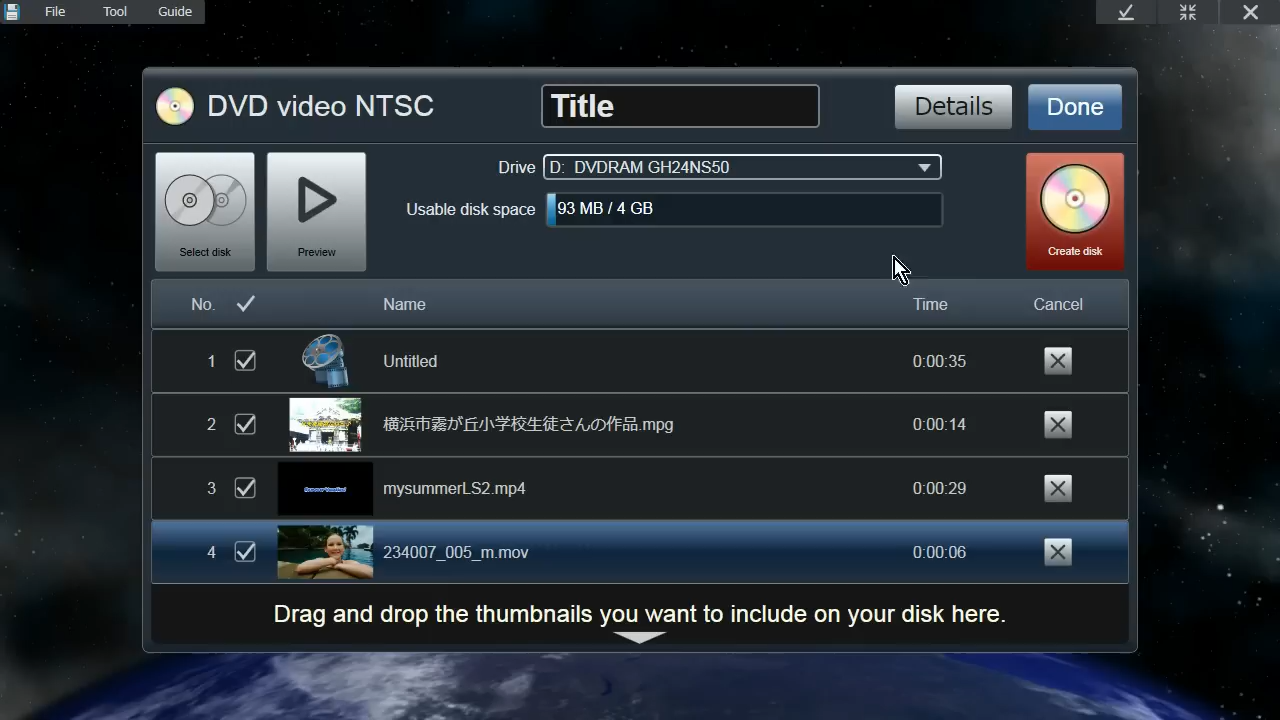 File Tool Guide
DVD video NTSC
Title
Details
Done
Select disk
Preview
Drive D: DVDRAM GH24NS50
Usable disk space 93 MB / 4 GB
Create disk
No. Name Time Cancel
1 Untitled 0:00:35
2 横浜市霧が丘小学校生徒さんの作品.mpg 0:00:14
3 mysummerLS2.mp4 0:00:29
4 234007_005_m.mov 0:00:06
Drag and drop the thumbnails you want to include on your disk here.